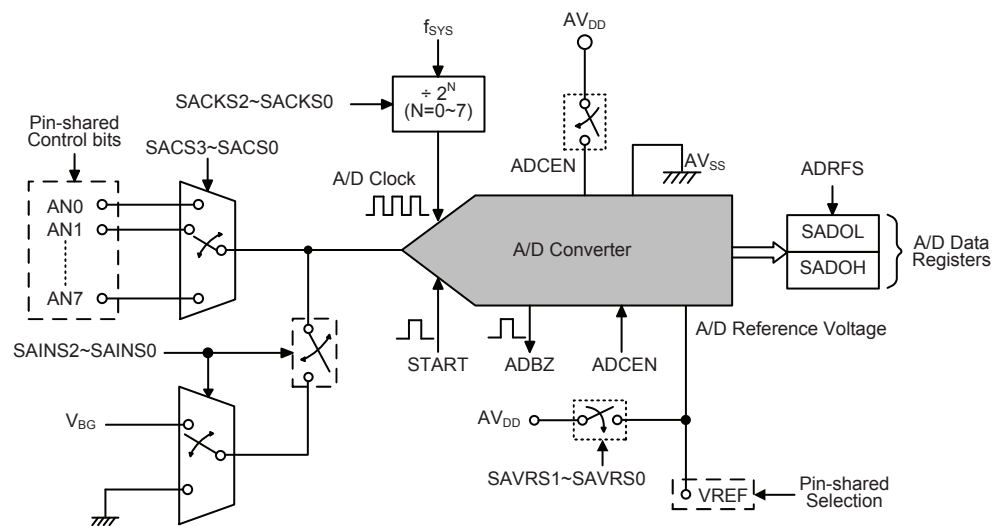 fSYS
AVDD
÷ 2N
(N=0~7)
SACKS2~SACKS0
Pin-shared
Control bits
SACS3~SACS0
ADCEN
AVSS
A/D Clock
ADRFS
AN0
AN1
AN7
A/D Converter
SADOL
SADOH
A/D Data
Registers
A/D Reference Voltage
SAINS2~SAINS0
START
ADBZ
ADCEN
VBG
AVDD
SAVRS1~SAVRS0
VREF
Pin-shared
Selection